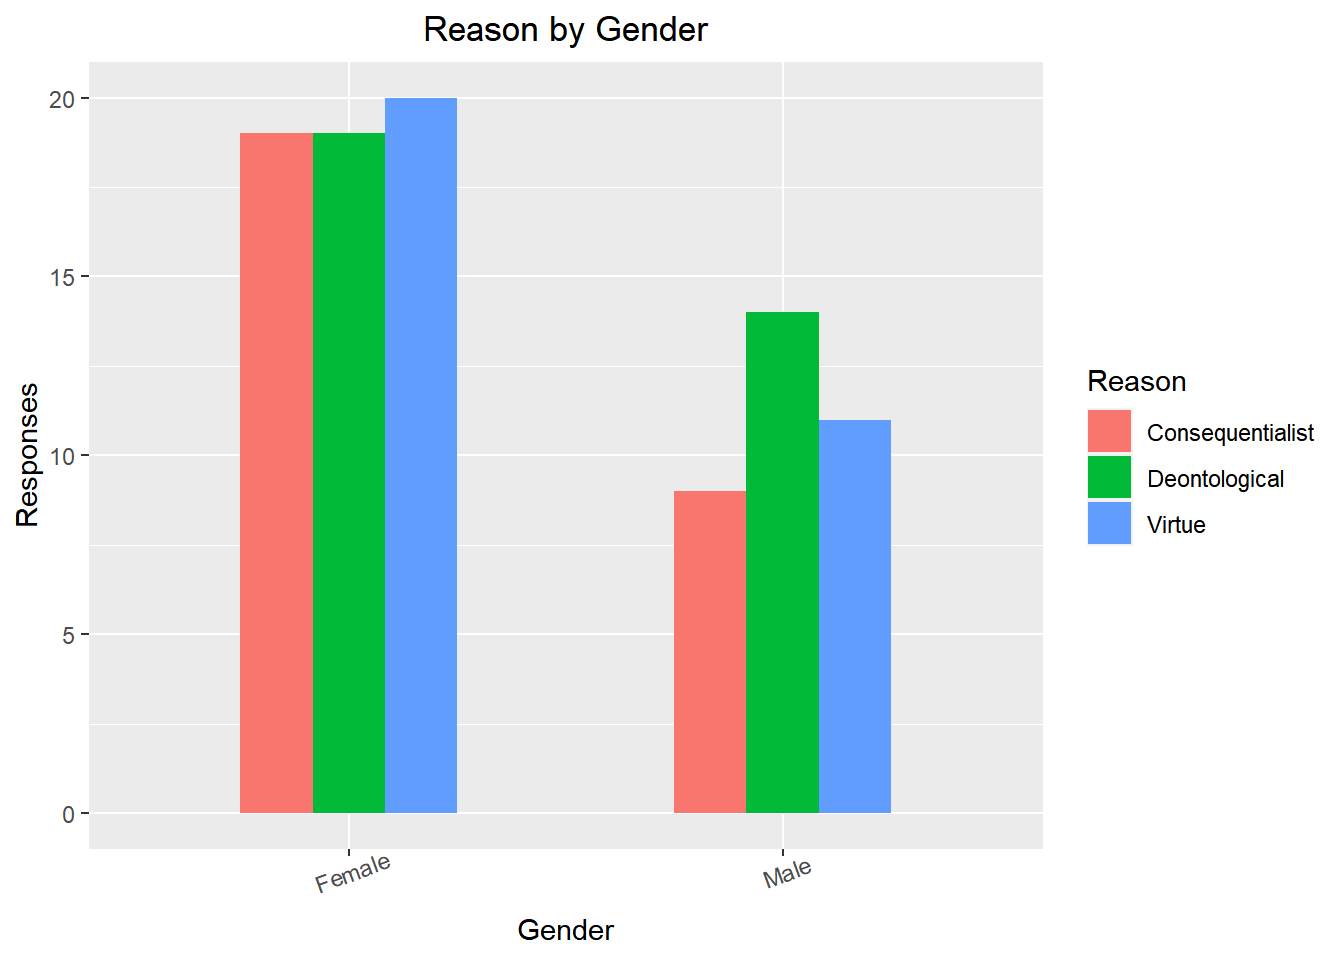 Reason by Gender
20
15
10
5
0
Responses
Female
Male
Gender
Reason
Consequentialist
Deontological
Virtue